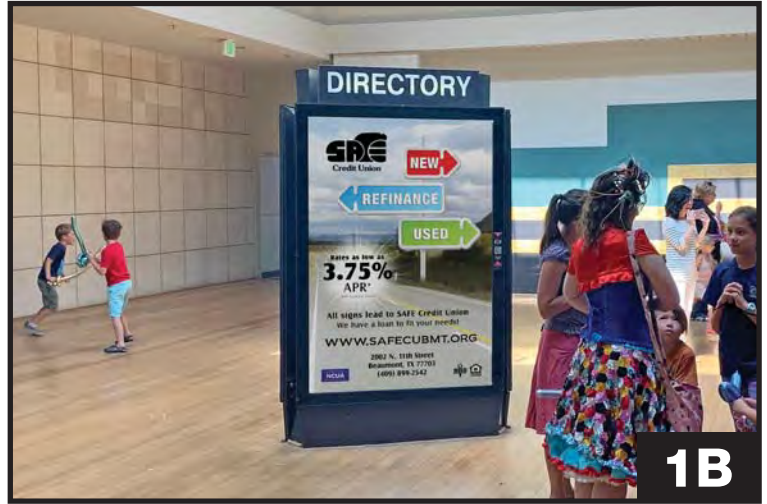 DIRECTORY
SAFE
Credit Union
NEW
REFINANCE
USED
Rates as low as
3.75%
APR*
All signs lead to SAFE Credit Union
We have a loan to fit your needs!
WWW.SAFECUBMT.ORG
2002 N. 11th Street
Beaumont, TX 77703
(409) 899-2542
NCUA
1B